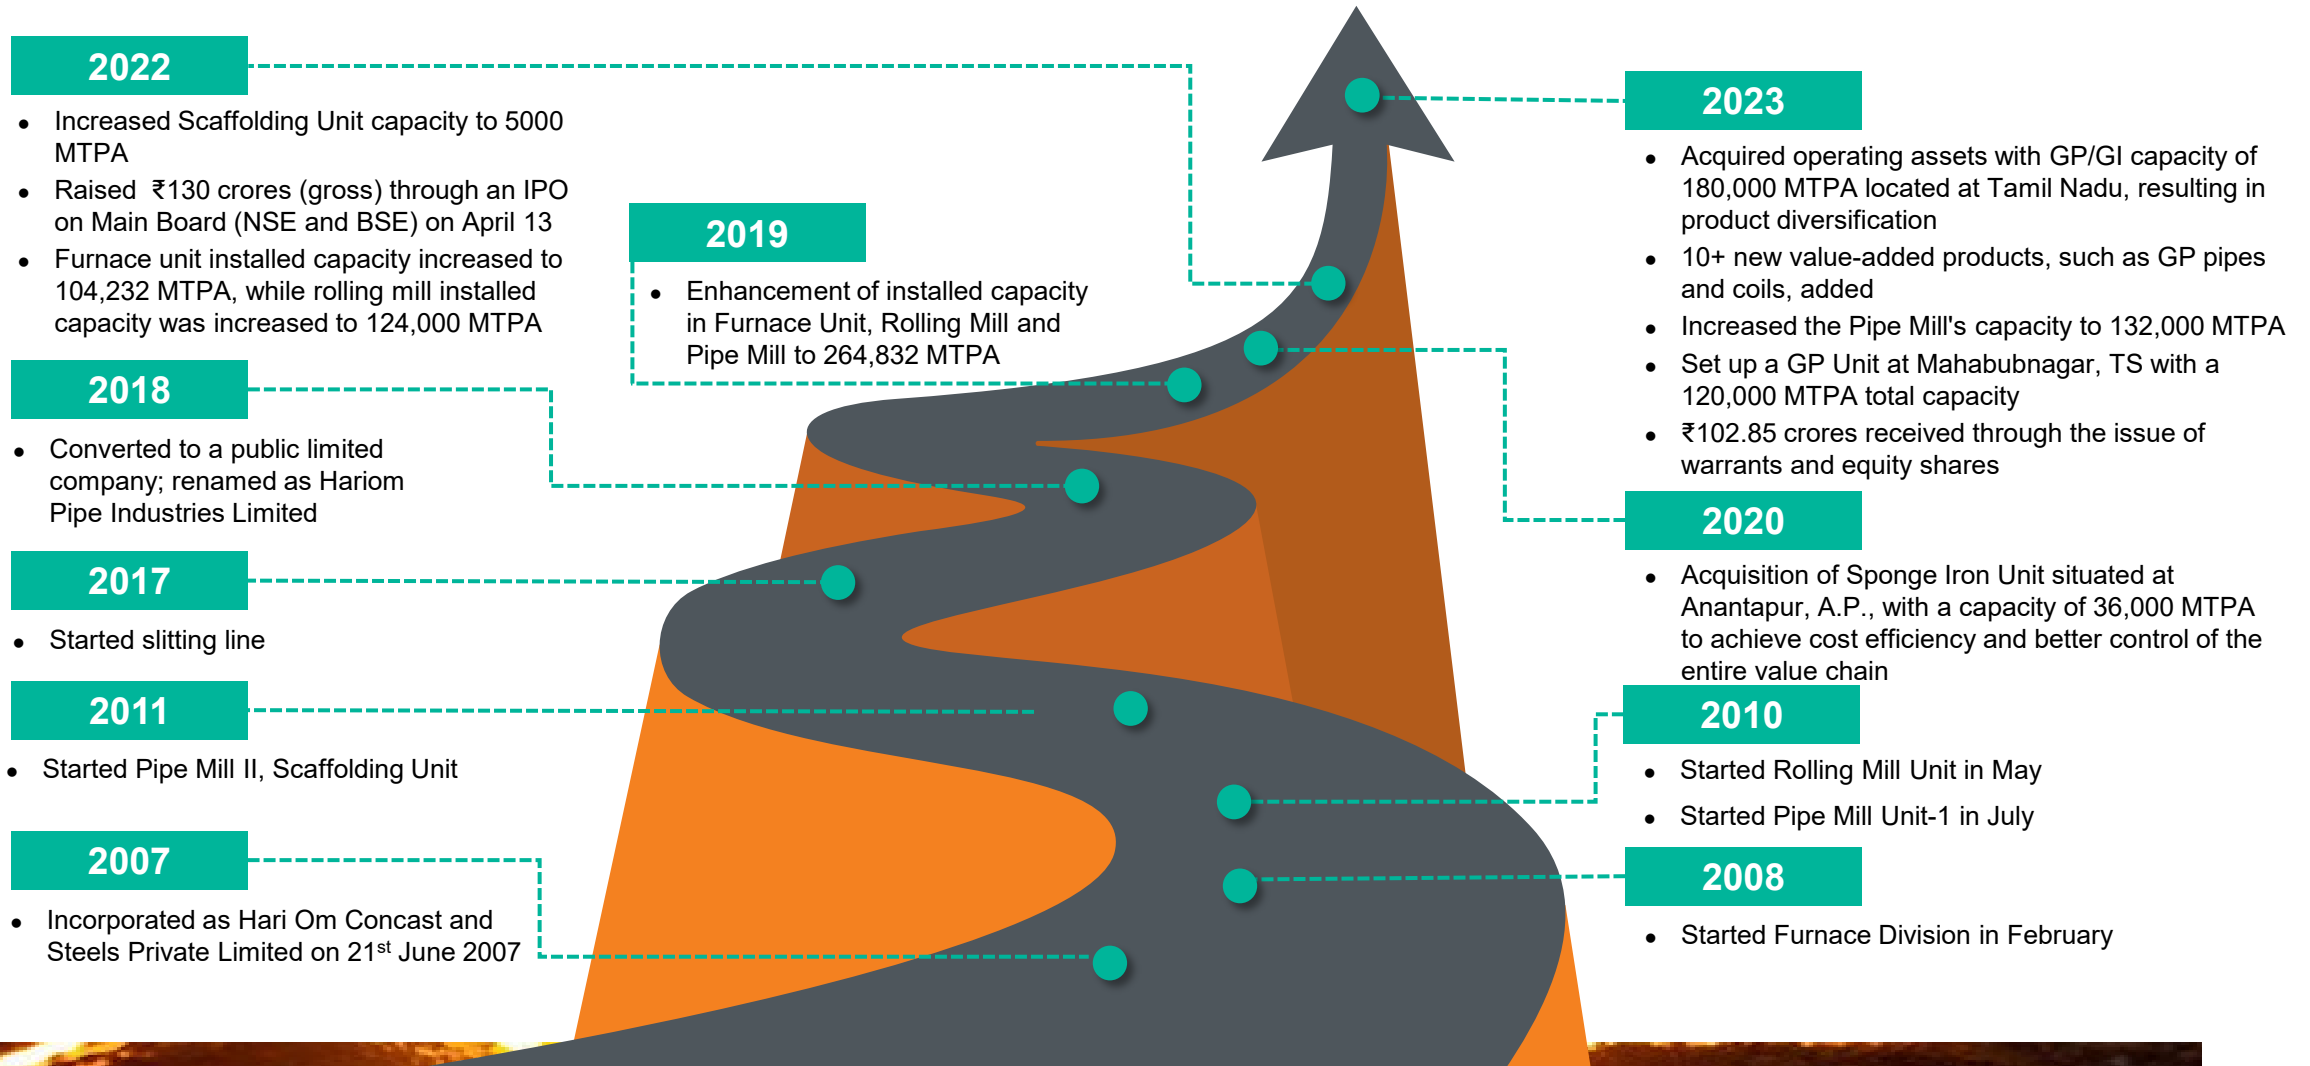 2022
• Increased Scaffolding Unit capacity to 5000
MTPA
• Raised ₹130 crores (gross) through an IPO
on Main Board (NSE and BSE) on April 13
• Furnace unit installed capacity increased to
104,232 MTPA, while rolling mill installed
capacity was increased to 124,000 MTPA
2019
• Enhancement of installed capacity
in Furnace Unit, Rolling Mill and
Pipe Mill to 264,832 MTPA
2018
• Converted to a public limited
company; renamed as Hariom
Pipe Industries Limited
2017
• Started slitting line
2011
• Started Pipe Mill II, Scaffolding Unit
2007
• Incorporated as Hari Om Concast and
Steels Private Limited on 21st June 2007
2023
• Acquired operating assets with GP/GI capacity of
180,000 MTPA located at Tamil Nadu, resulting in
product diversification
• 10+ new value-added products, such as GP pipes
and coils, added
• Increased the Pipe Mill's capacity to 132,000 MTPA
• Set up a GP Unit at Mahabubnagar, TS with a
120,000 MTPA total capacity
• ₹102.85 crores received through the issue of
warrants and equity shares
2020
• Acquisition of Sponge Iron Unit situated at
Anantapur, A.P., with a capacity of 36,000 MTPA
to achieve cost efficiency and better control of the
entire value chain
2010
• Started Rolling Mill Unit in May
• Started Pipe Mill Unit-1 in July
2008
• Started Furnace Division in February